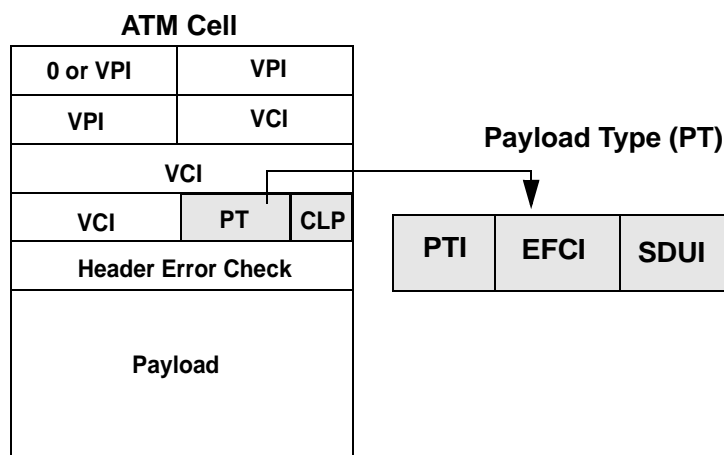 ATM Cell
0 or VPI VPI
VPI VCI
VCI
VCI PT CLP
Header Error Check
Payload
Payload Type (PT)
PTI EFCI SDUI